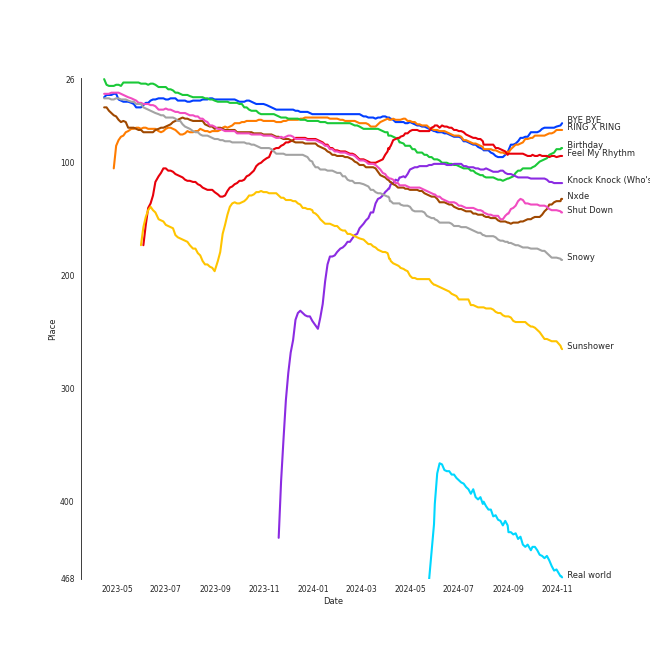 26
100
200
300
400
468
Place
2023-05
2023-07
2023-09
2023-11
2024-01
2024-03
2024-05
2024-07
2024-09
2024-11
Date
BYE BYE
RING X RING
Birthday
Feel My Rhythm
Knock Knock (Who's
Nxde
Shut Down
Snowy
Sunshower
Real world